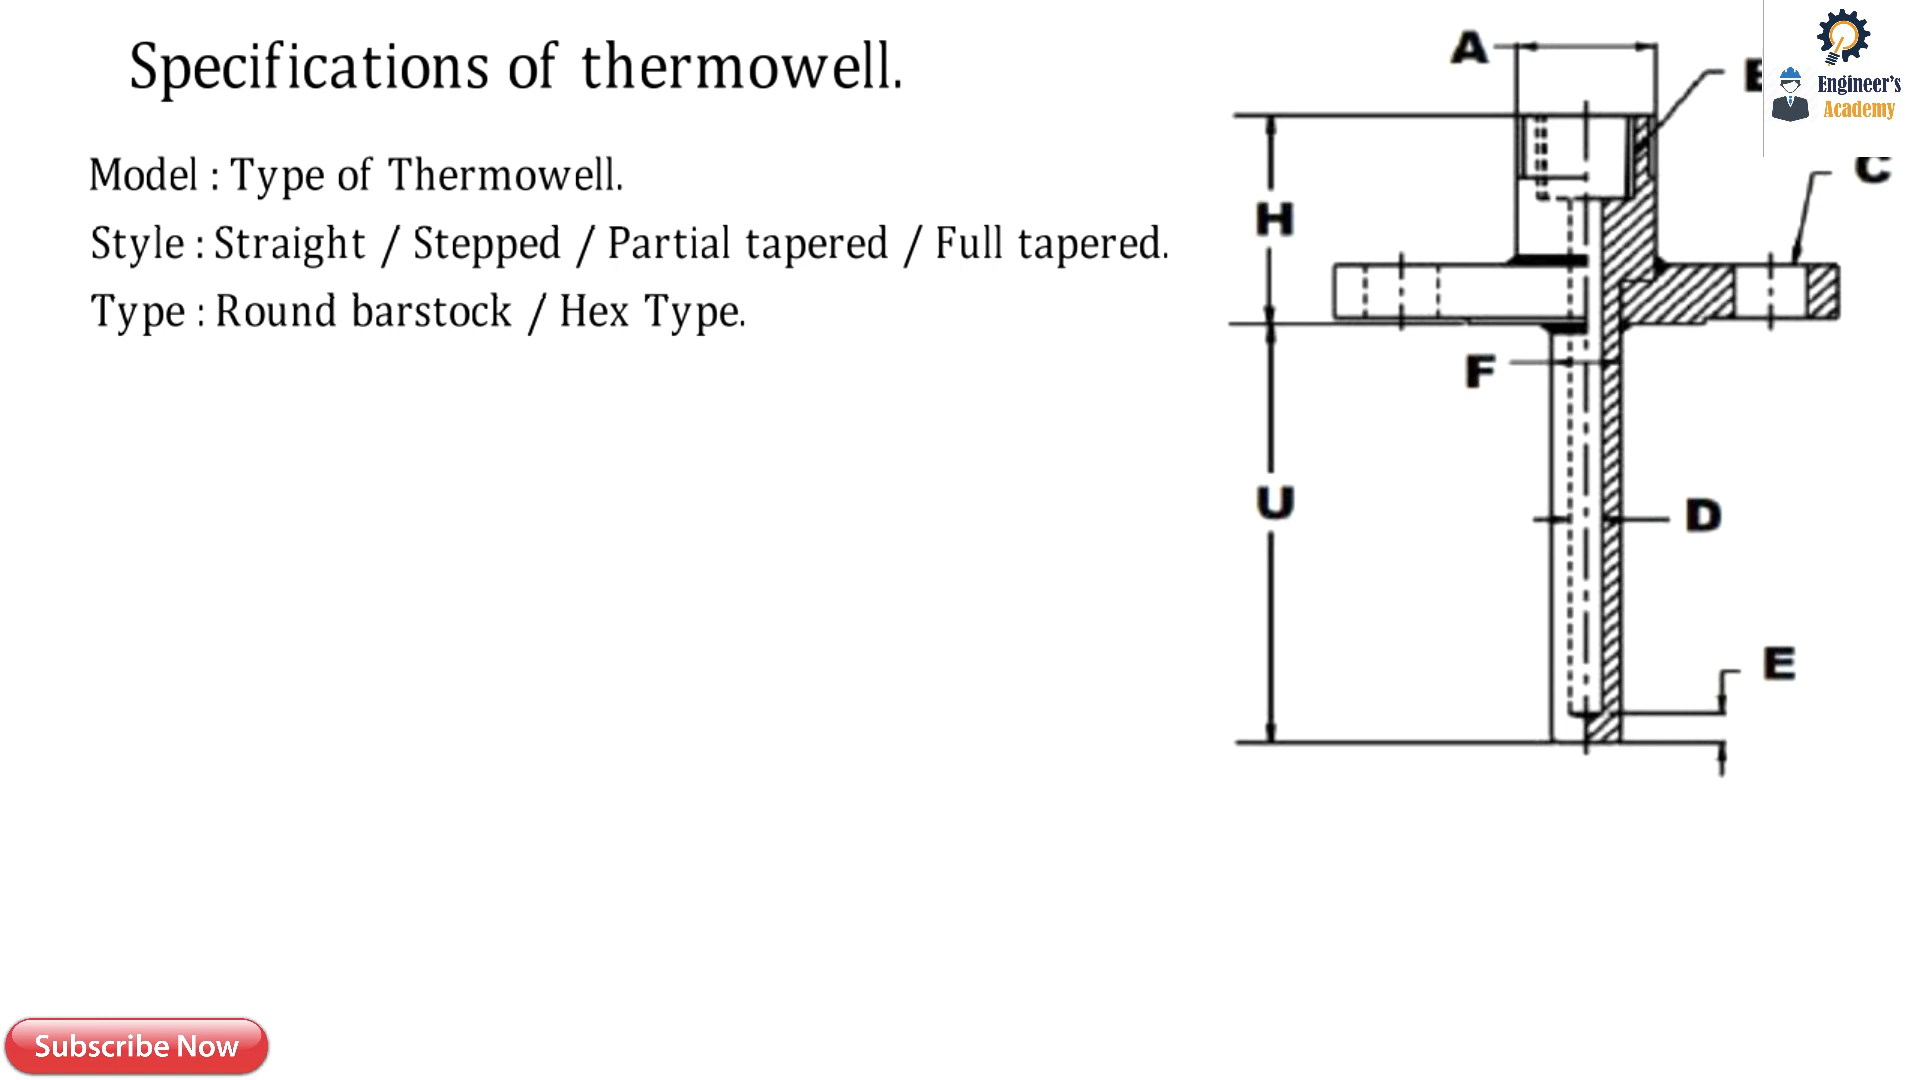 Specifications of thermowell.
Model : Type of Thermowell.
Style : Straight / Stepped / Partial tapered / Full tapered.
Type : Round barstock / Hex Type.
A
Engineer's
Academy
C
H
F
U
D
E
Subscribe Now